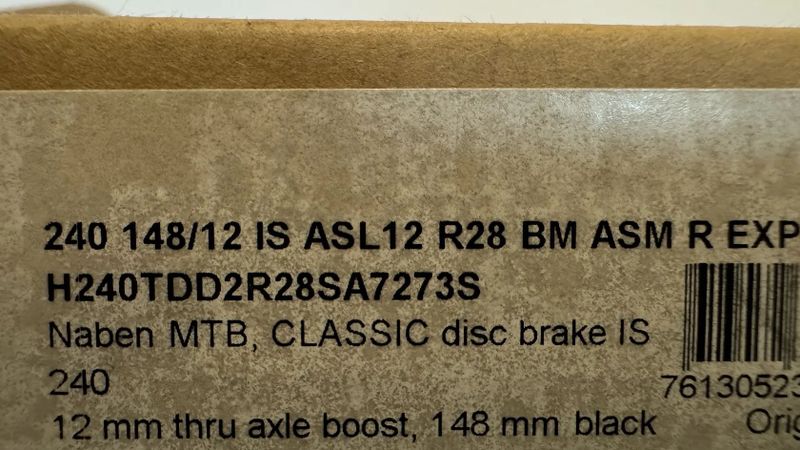 240 148/12 IS ASL12 R28 BM ASM R EXP
H240TDD2R28SA7273S
Naben MTB, CLASSIC disc brake IS
240
76130523
12 mm thru axle boost, 148 mm black
Orig